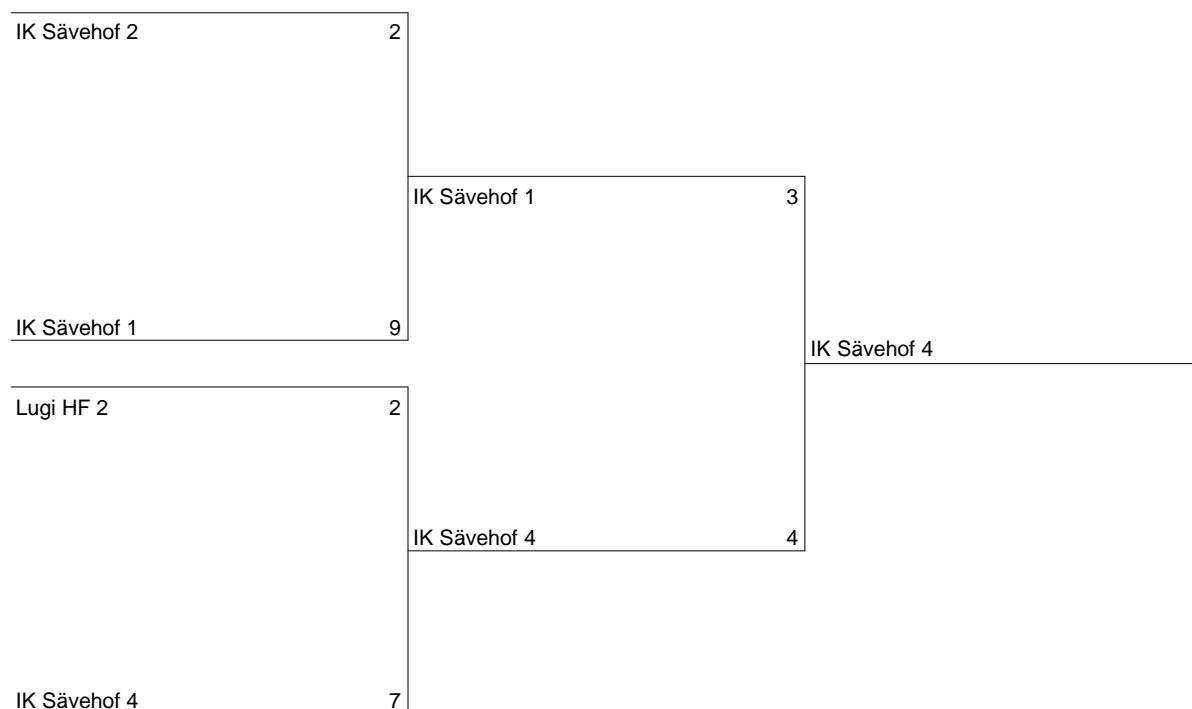 IK Sävehof 2 2
IK Sävehof 1 3
IK Sävehof 1 9
IK Sävehof 4
Lugi HF 2 2
IK Sävehof 4 4
IK Sävehof 4 7